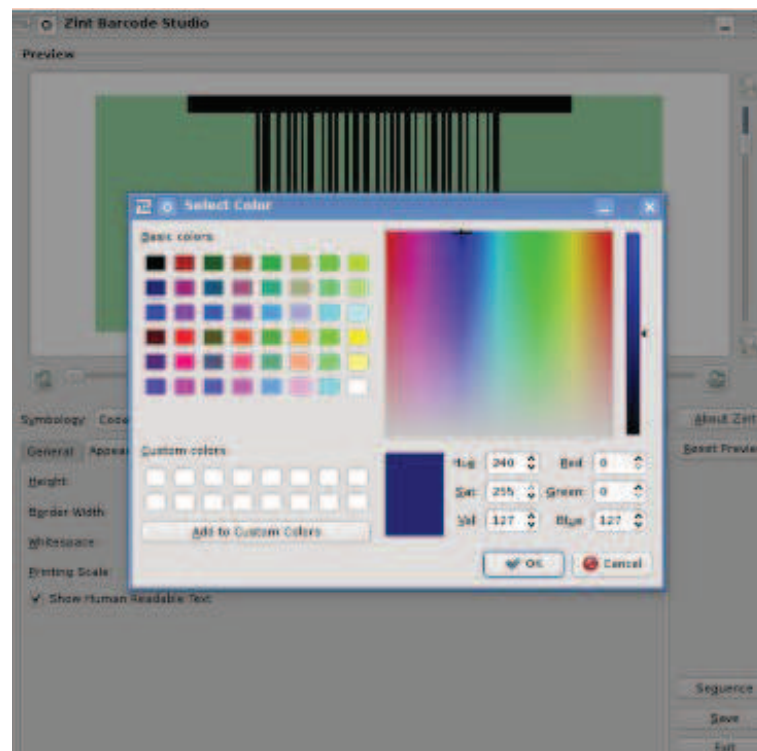 Zint Barcode Studio
Preview
Select Color
Basic colors
Custom colors
Hue: 240 Red: 0
Sat: 255 Green: 0
Val: 127 Blue: 127
Add to Custom Colors
OK Cancel
Symbology About Zint
General Reset Preview
Height:
Border Width:
Whitespace:
Printing Scale:
Show Human Readable Text
Sequence
Save
Exit